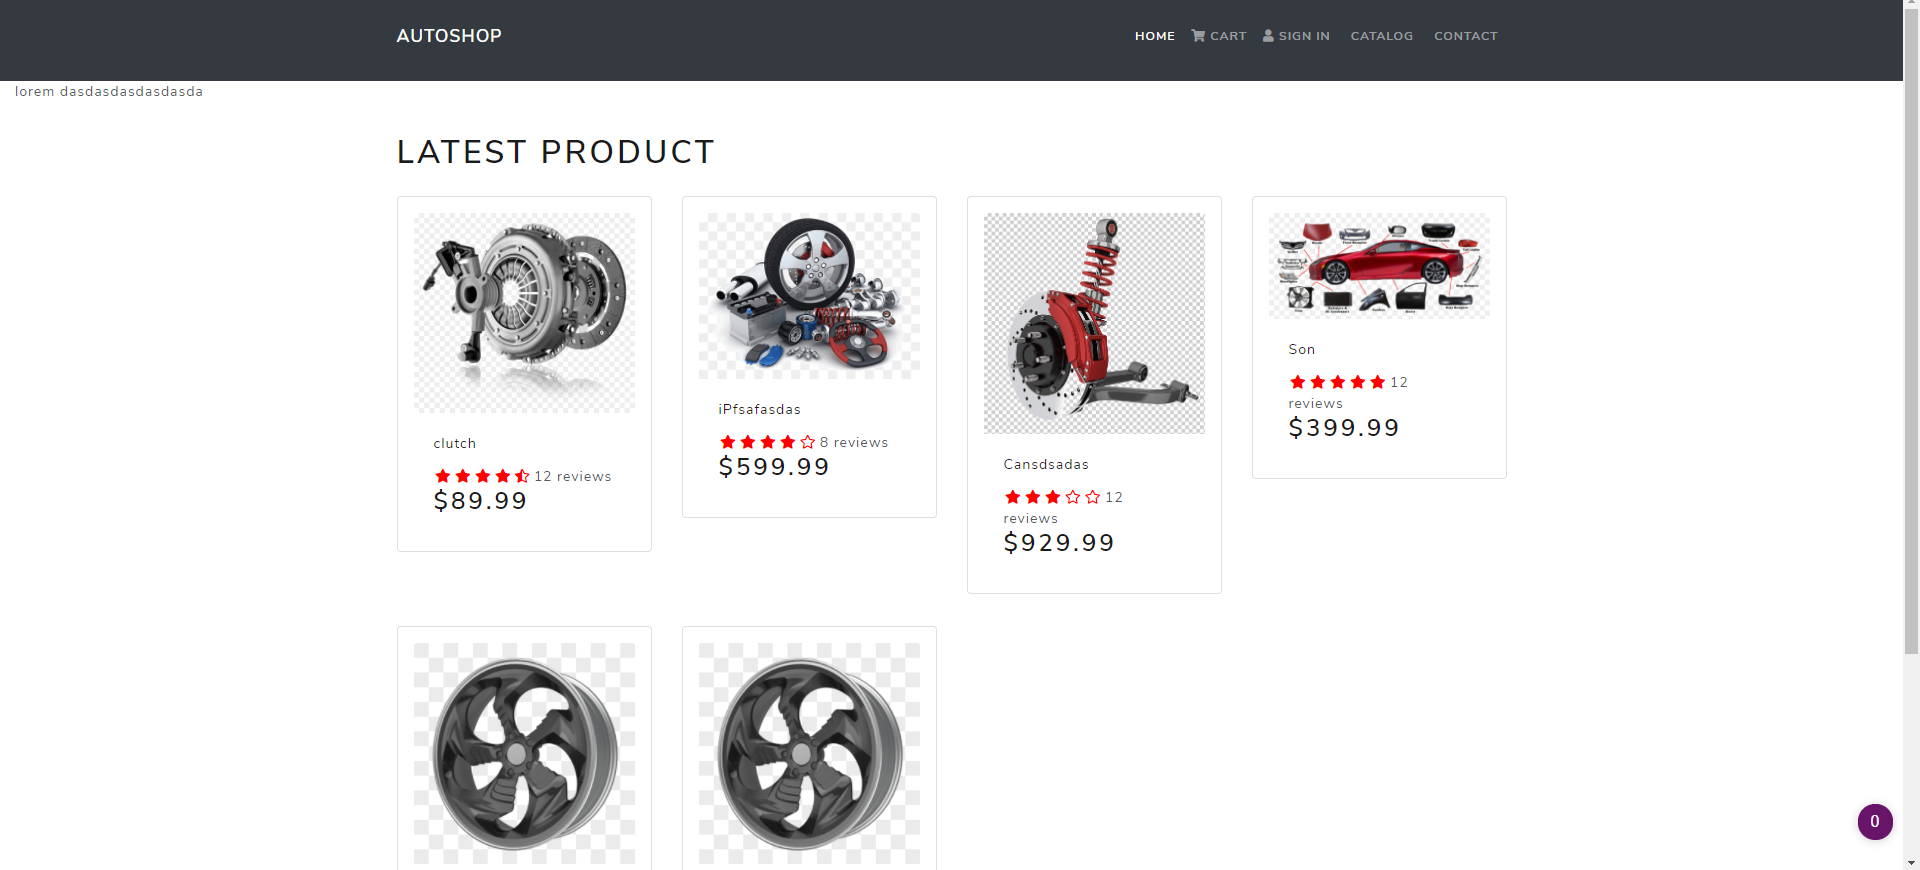 AUTOSHOP
HOME CART SIGN IN CATALOG CONTACT
lorem dasdasdasdasdasda
LATEST PRODUCT
clutch
12 reviews
$89.99
iPfsafasdas
8 reviews
$599.99
Cansdsadas
12
reviews
$929.99
Son
12
reviews
$399.99
0